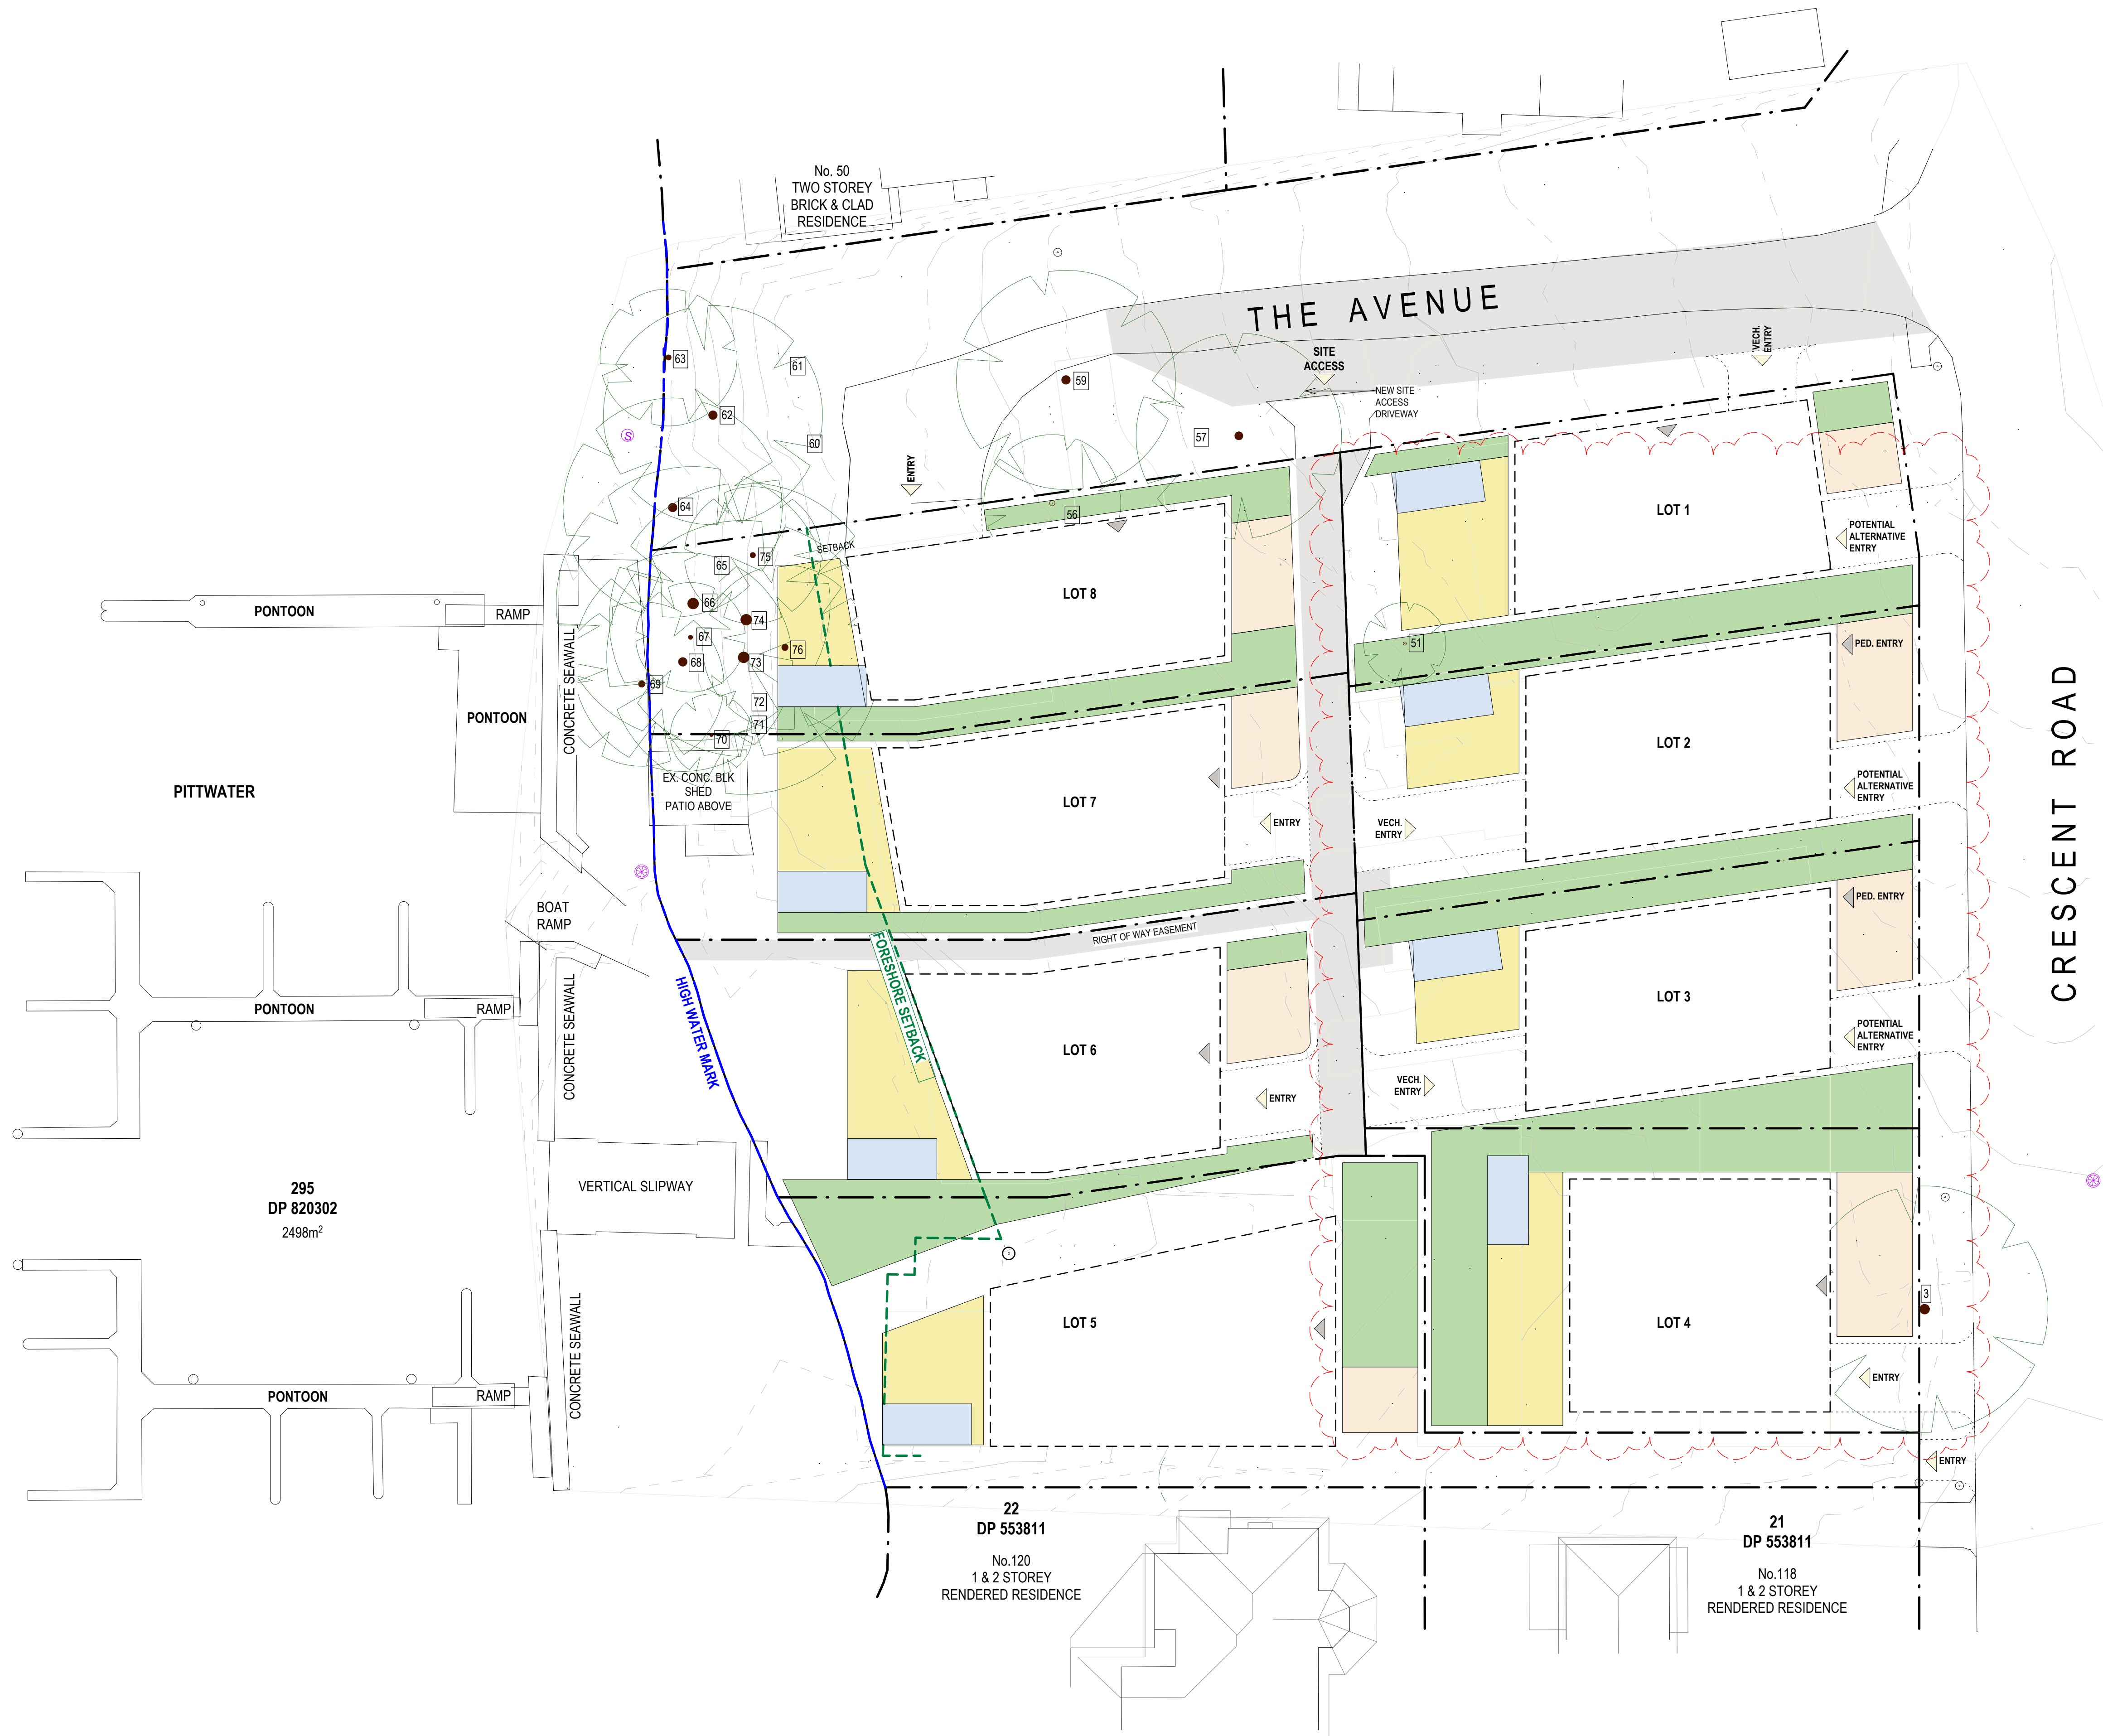 No. 50
TWO STOREY
BRICK & CLAD
RESIDENCE
THE AVENUE
SITE
ACCESS
VECH.
ENTRY
NEW SITE
ACCESS
DRIVEWAY
63
61
59
62
60
57
ENTRY
64
56
LOT 1
POTENTIAL
ALTERNATIVE
ENTRY
SETBACK
75
65
66
LOT 8
74
PONTOON
RAMP
67
76
51
PED. ENTRY
68
73
69
72
71
70
CONCRETE SEAWALL
PONTOON
LOT 2
CRESCENT ROAD
PITTWATER
EX. CONC. BLK
SHED
PATIO ABOVE
LOT 7
ENTRY
VECH.
ENTRY
POTENTIAL
ALTERNATIVE
ENTRY
BOAT
RAMP
PED. ENTRY
RIGHT OF WAY EASEMENT
FORESHORE SETBACK
HIGH WATER MARK
PONTOON
RAMP
CONCRETE SEAWALL
LOT 3
POTENTIAL
ALTERNATIVE
ENTRY
LOT 6
ENTRY
VECH.
ENTRY
295
DP 820302
2498m²
VERTICAL SLIPWAY
3
CONCRETE SEAWALL
LOT 5
LOT 4
ENTRY
PONTOON
RAMP
ENTRY
22
DP 553811
No.120
1 & 2 STOREY
RENDERED RESIDENCE
21
DP 553811
No.118
1 & 2 STOREY
RENDERED RESIDENCE
S